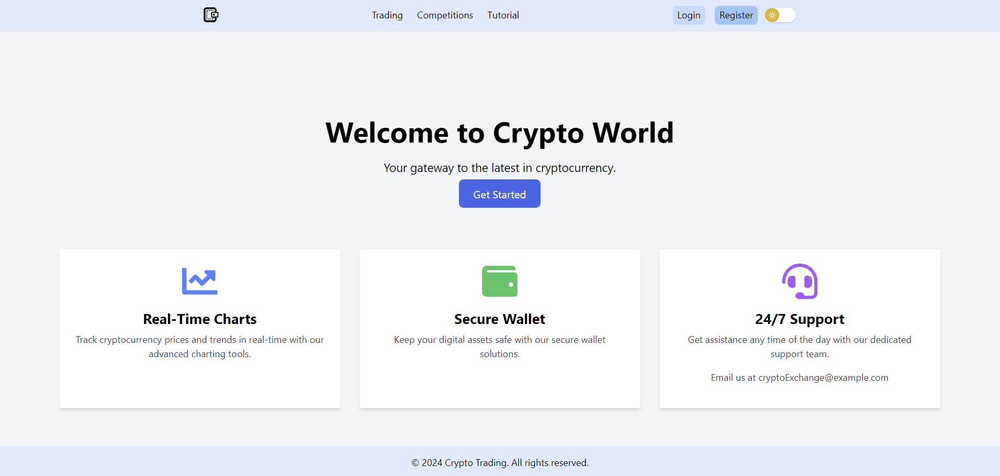 Trading Competitions Tutorial Login Register
Welcome to Crypto World
Your gateway to the latest in cryptocurrency.
Get Started
Real-Time Charts
Track cryptocurrency prices and trends in real-time with our
advanced charting tools.
Secure Wallet
Keep your digital assets safe with our secure wallet
solutions.
24/7 Support
Get assistance any time of the day with our dedicated
support team.
Email us at cryptoExchange@example.com
© 2024 Crypto Trading. All rights reserved.